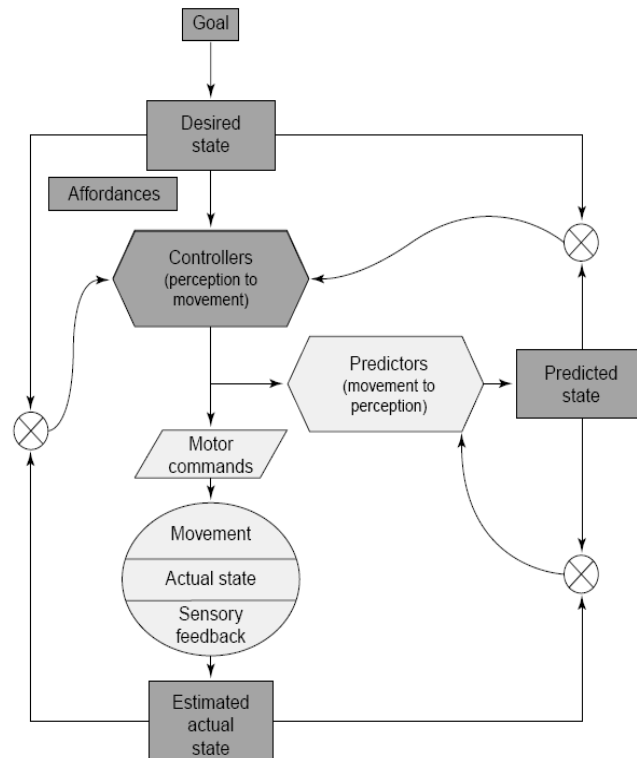 Goal
Desired
state
Affordances
Controllers
(perception to
movement)
Predictors
(movement to
perception)
Predicted
state
Motor
commands
Movement
Actual state
Sensory
feedback
Estimated
actual
state